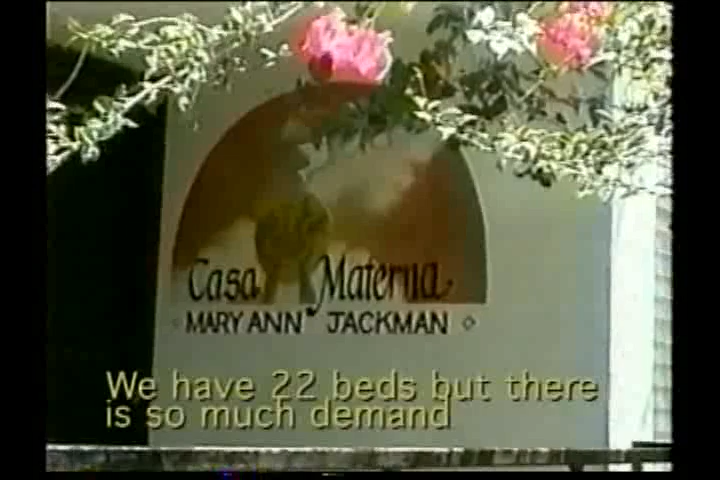 Casa Materna
MARY ANN JACKMAN
We have 22 beds but there
is so much demand